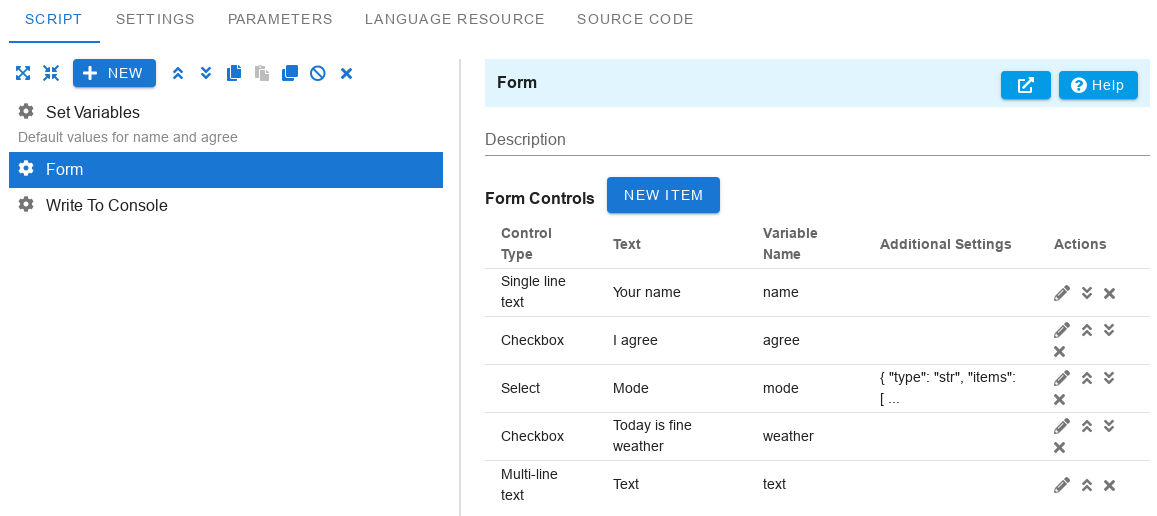 SCRIPT SETTINGS PARAMETERS LANGUAGE RESOURCE SOURCE CODE
NEW
Set Variables
Default values for name and agree
Form
Write To Console
Form
Help
Description
Form Controls NEW ITEM
Control Type Text Variable Name Additional Settings Actions
Single line text Your name name
Checkbox I agree agree
Select Mode mode { "type": "str", "items": [ ...
Checkbox Today is fine weather weather
Multi-line text Text text